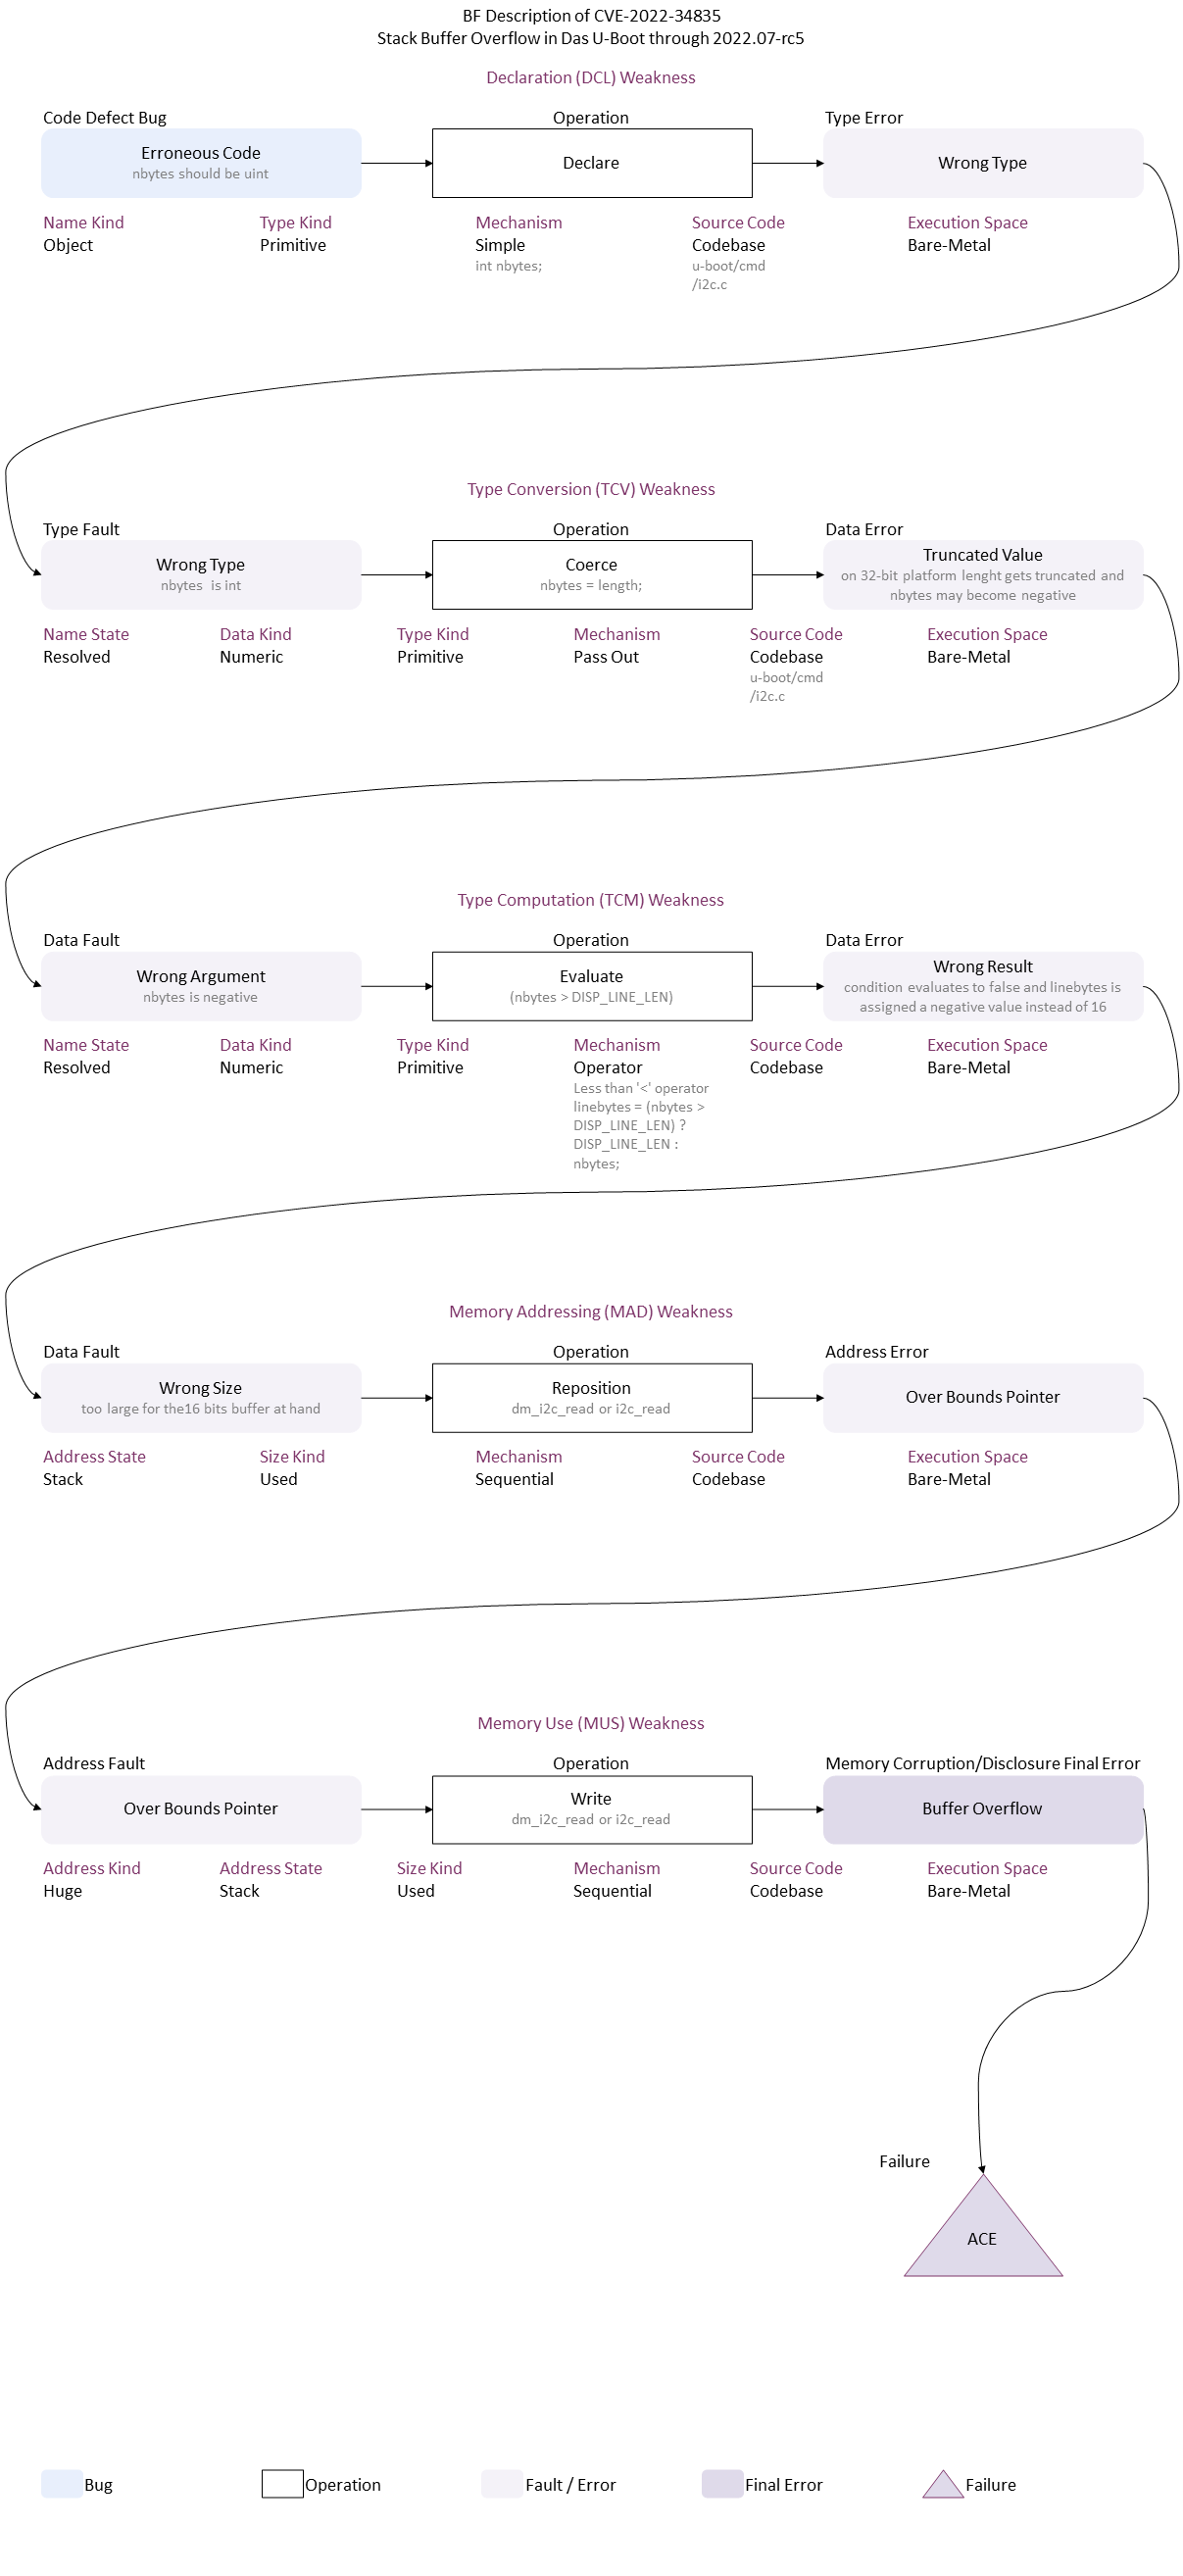 BF Description of CVE-2022-34835
Stack Buffer Overflow in Das U-Boot through 2022.07-rc5
Declaration (DCL) Weakness
Code Defect Bug
Operation
Type Error
Erroneous Code
nbytes should be uint
Declare
Wrong Type
Name Kind
Object
Type Kind
Primitive
Mechanism
Simple
int nbytes;
Source Code
Codebase
u-boot/cmd
/i2c.c
Execution Space
Bare-Metal
Type Conversion (TCV) Weakness
Type Fault
Operation
Data Error
Wrong Type
nbytes  is int
Coerce
nbytes = length;
Truncated Value
on 32-bit platform lenght gets truncated and
nbytes may become negative
Name State
Resolved
Data Kind
Numeric
Type Kind
Primitive
Mechanism
Pass Out
Source Code
Codebase
u-boot/cmd
/i2c.c
Execution Space
Bare-Metal
Type Computation (TCM) Weakness
Data Fault
Operation
Data Error
Wrong Argument
nbytes is negative
Evaluate
(nbytes > DISP_LINE_LEN)
Wrong Result
condition evaluates to false and linebytes is
assigned a negative value instead of 16
Name State
Resolved
Data Kind
Numeric
Type Kind
Primitive
Mechanism
Operator
Less than '<' operator
linebytes = (nbytes >
DISP_LINE_LEN) ?
DISP_LINE_LEN :
nbytes;
Source Code
Codebase
Execution Space
Bare-Metal
Memory Addressing (MAD) Weakness
Data Fault
Operation
Address Error
Wrong Size
too large for the16 bits buffer at hand
Reposition
dm_i2c_read or i2c_read
Over Bounds Pointer
Address State
Stack
Size Kind
Used
Mechanism
Sequential
Source Code
Codebase
Execution Space
Bare-Metal
Memory Use (MUS) Weakness
Address Fault
Operation
Memory Corruption/Disclosure Final Error
Over Bounds Pointer
Write
dm_i2c_read or i2c_read
Buffer Overflow
Address Kind
Huge
Address State
Stack
Size Kind
Used
Mechanism
Sequential
Source Code
Codebase
Execution Space
Bare-Metal
Failure
ACE
Bug
Operation
Fault / Error
Final Error
Failure